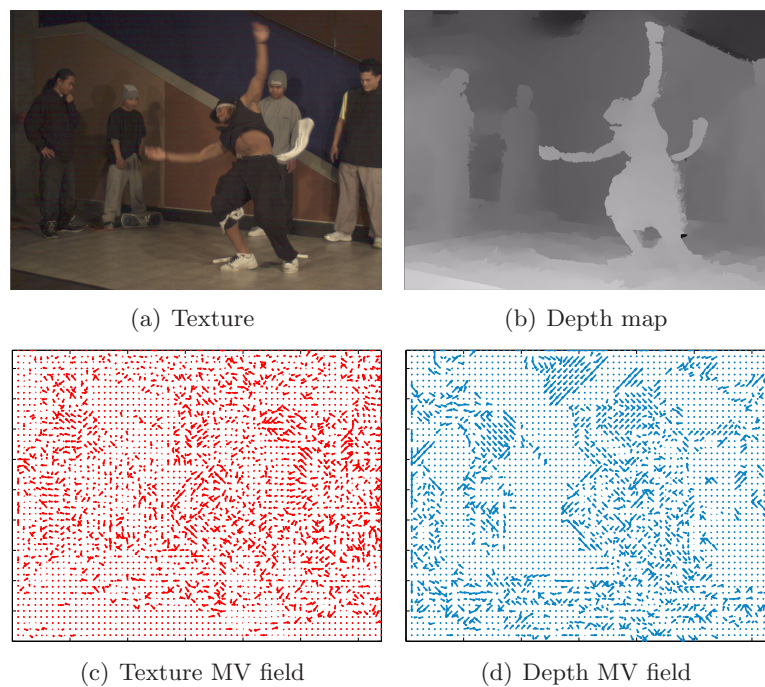 (a) Texture
(b) Depth map
(c) Texture MV field
(d) Depth MV field